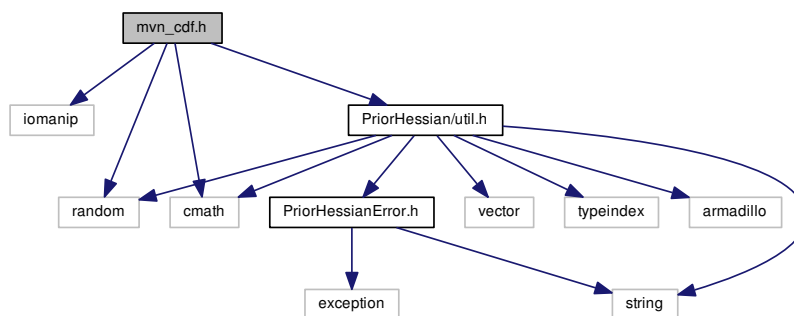 mvn_cdf.h
iomanip
PriorHessian/util.h
random
cmath
PriorHessianError.h
vector
typeindex
armadillo
exception
string